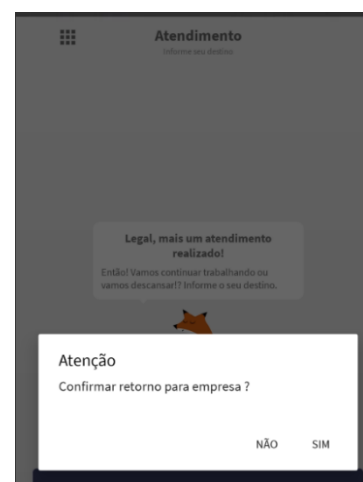 Atendimento
Informe seu destino
Legal, mais um atendimento
realizado!
Então! Vamos continuar trabalhando ou
vamos descansar!? Informe o seu destino.
Atenção
Confirmar retorno para empresa ?
NÃO SIM